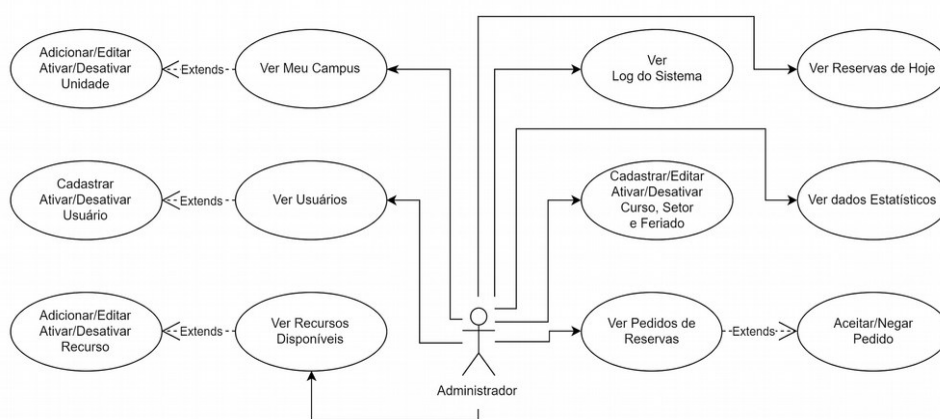 Adicionar/Editar
Ativar/Desativar
Unidade
Extends
Ver Meu Campus
Ver
Log do Sistema
Ver Reservas de Hoje
Cadastrar
Ativar/Desativar
Usuário
Extends
Ver Usuários
Cadastrar/Editar
Ativar/Desativar
Curso, Setor
e Feriado
Ver dados Estatísticos
Adicionar/Editar
Ativar/Desativar
Recurso
Extends
Ver Recursos
Disponíveis
Ver Pedidos de
Reservas
Extends
Aceitar/Negar
Pedido
Administrador